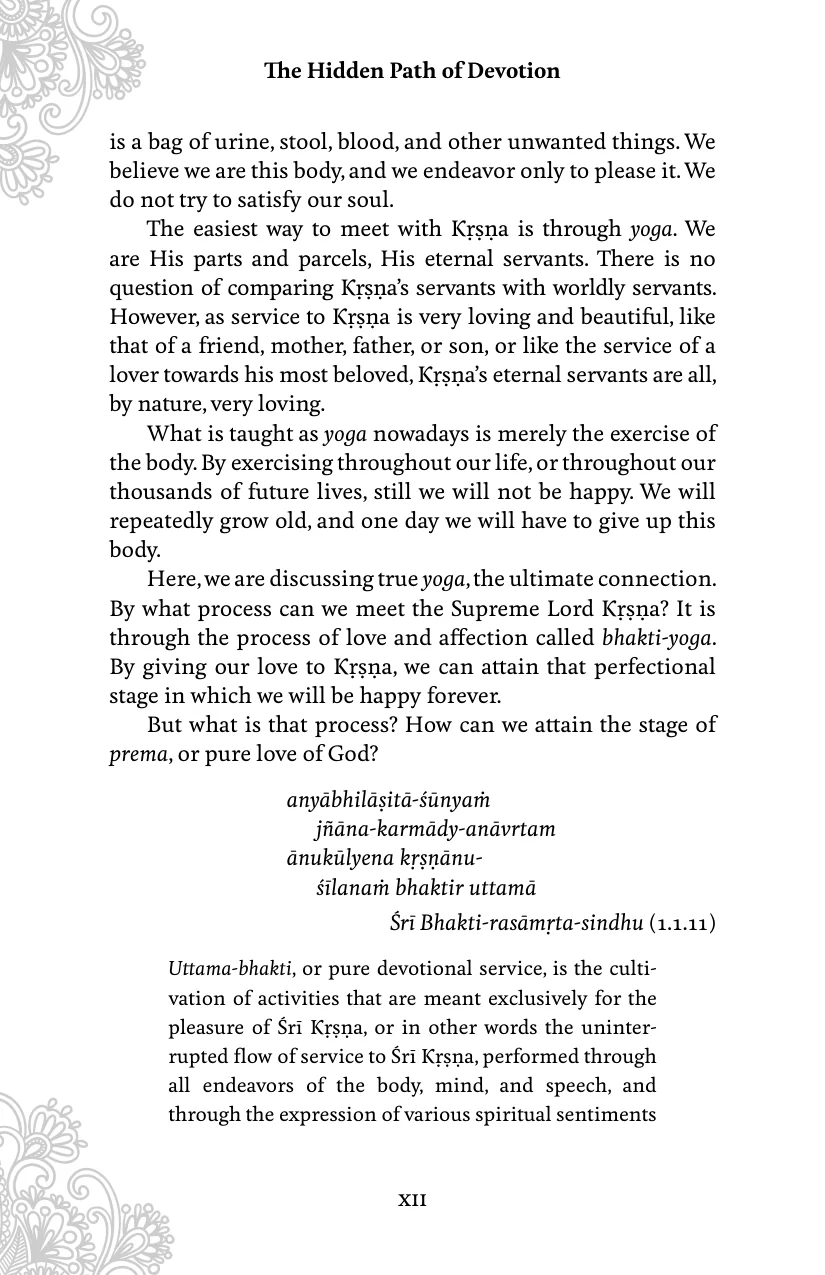 The Hidden Path of Devotion
is a bag of urine, stool, blood, and other unwanted things. We
believe we are this body, and we endeavor only to please it. We
do not try to satisfy our soul.
The easiest way to meet with Kṛṣṇa is through yoga. We
are His parts and parcels, His eternal servants. There is no
question of comparing Kṛṣṇa’s servants with worldly servants.
However, as service to Kṛṣṇa is very loving and beautiful, like
that of a friend, mother, father, or son, or like the service of a
lover towards his most beloved, Kṛṣṇa’s eternal servants are all,
by nature, very loving.
What is taught as yoga nowadays is merely the exercise of
the body. By exercising throughout our life, or throughout our
thousands of future lives, still we will not be happy. We will
repeatedly grow old, and one day we will have to give up this
body.
Here, we are discussing true yoga, the ultimate connection.
By what process can we meet the Supreme Lord Kṛṣṇa? It is
through the process of love and affection called bhakti-yoga.
By giving our love to Kṛṣṇa, we can attain that perfectional
stage in which we will be happy forever.
But what is that process? How can we attain the stage of
prema, or pure love of God?
anyābhilāṣitā-śūnyaṁ
jñāna-karmādy-anāvrtam
ānukūlyena kṛṣṇānu-
śīlanaṁ bhaktir uttamā
Śrī Bhakti-rasāmṛta-sindhu (1.1.11)
Uttama-bhakti, or pure devotional service, is the culti-
vation of activities that are meant exclusively for the
pleasure of Śrī Kṛṣṇa, or in other words the uninter-
rupted flow of service to Śrī Kṛṣṇa, performed through
all endeavors of the body, mind, and speech, and
through the expression of various spiritual sentiments
XII